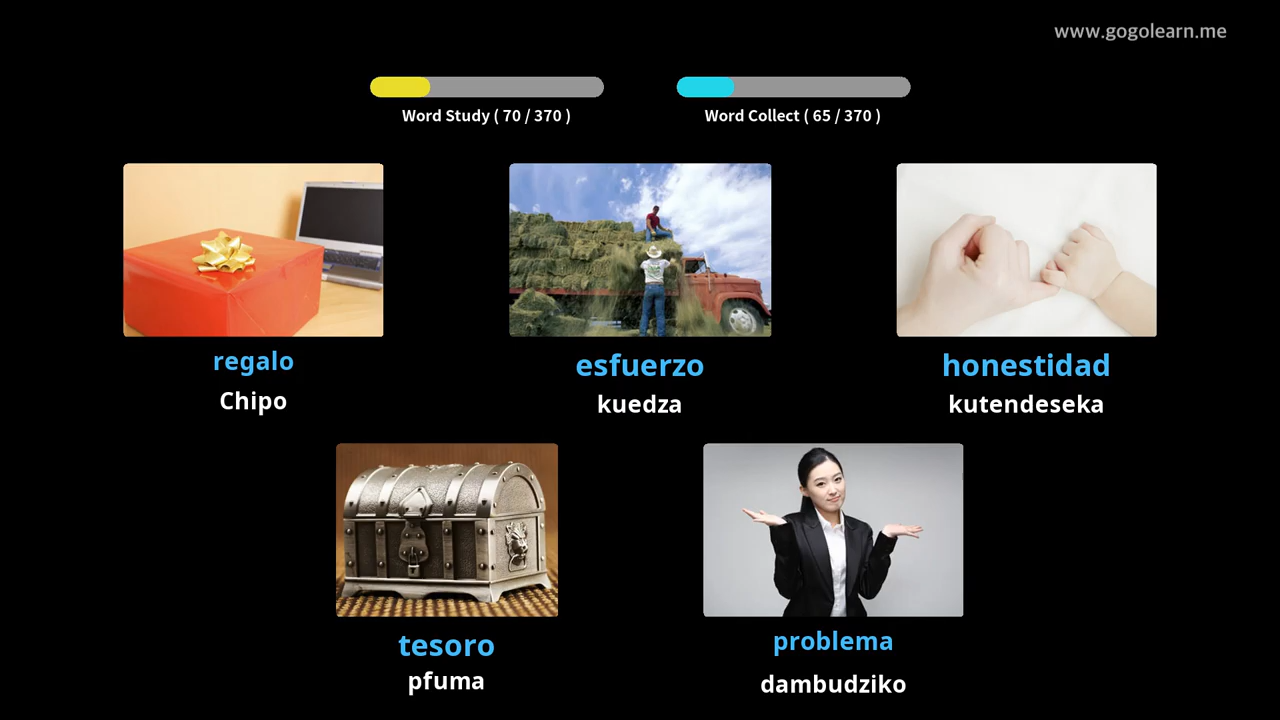 www.gogolearn.me
Word Study ( 70 / 370 )
Word Collect ( 65 / 370 )
regalo
Chipo
esfuerzo
kuedza
honestidad
kutendeseka
tesoro
pfuma
problema
dambudziko